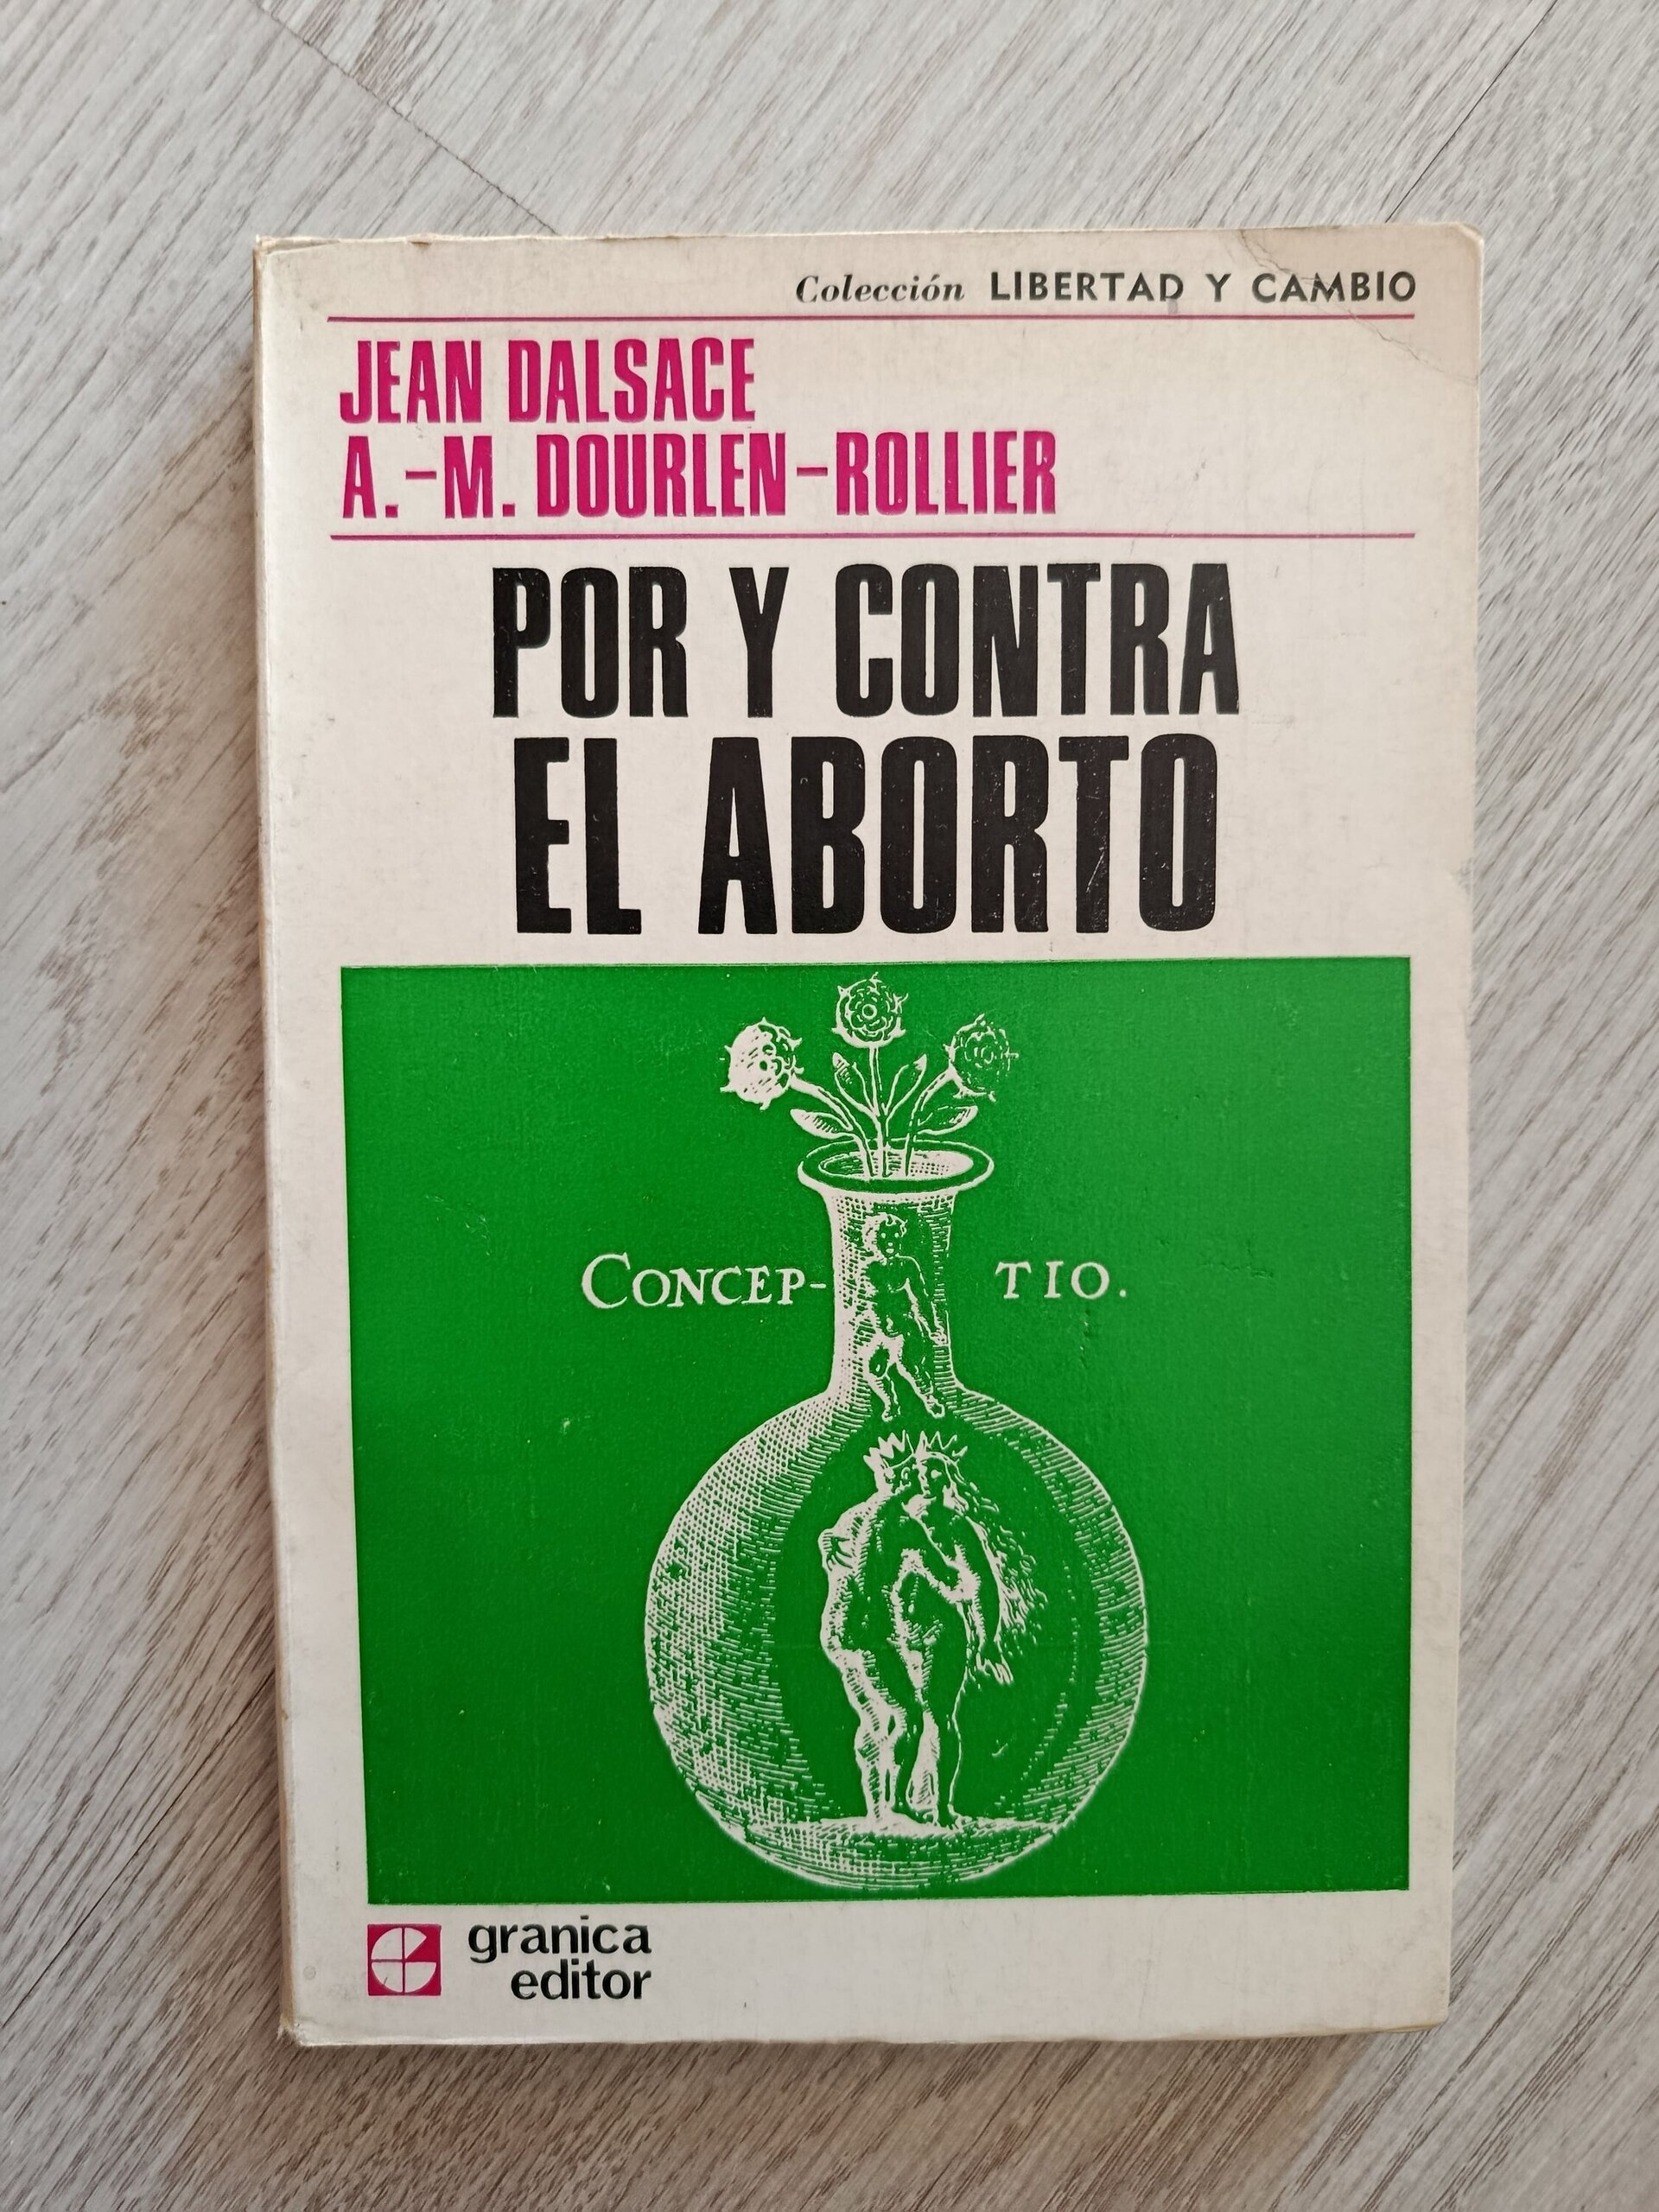 Colección LIBERTAD Y CAMBIO
JEAN DALSACE
A.-M. DOURLEN-ROLLIER
POR Y CONTRA
EL ABORTO
CONCEP- TIO.
granica
editor